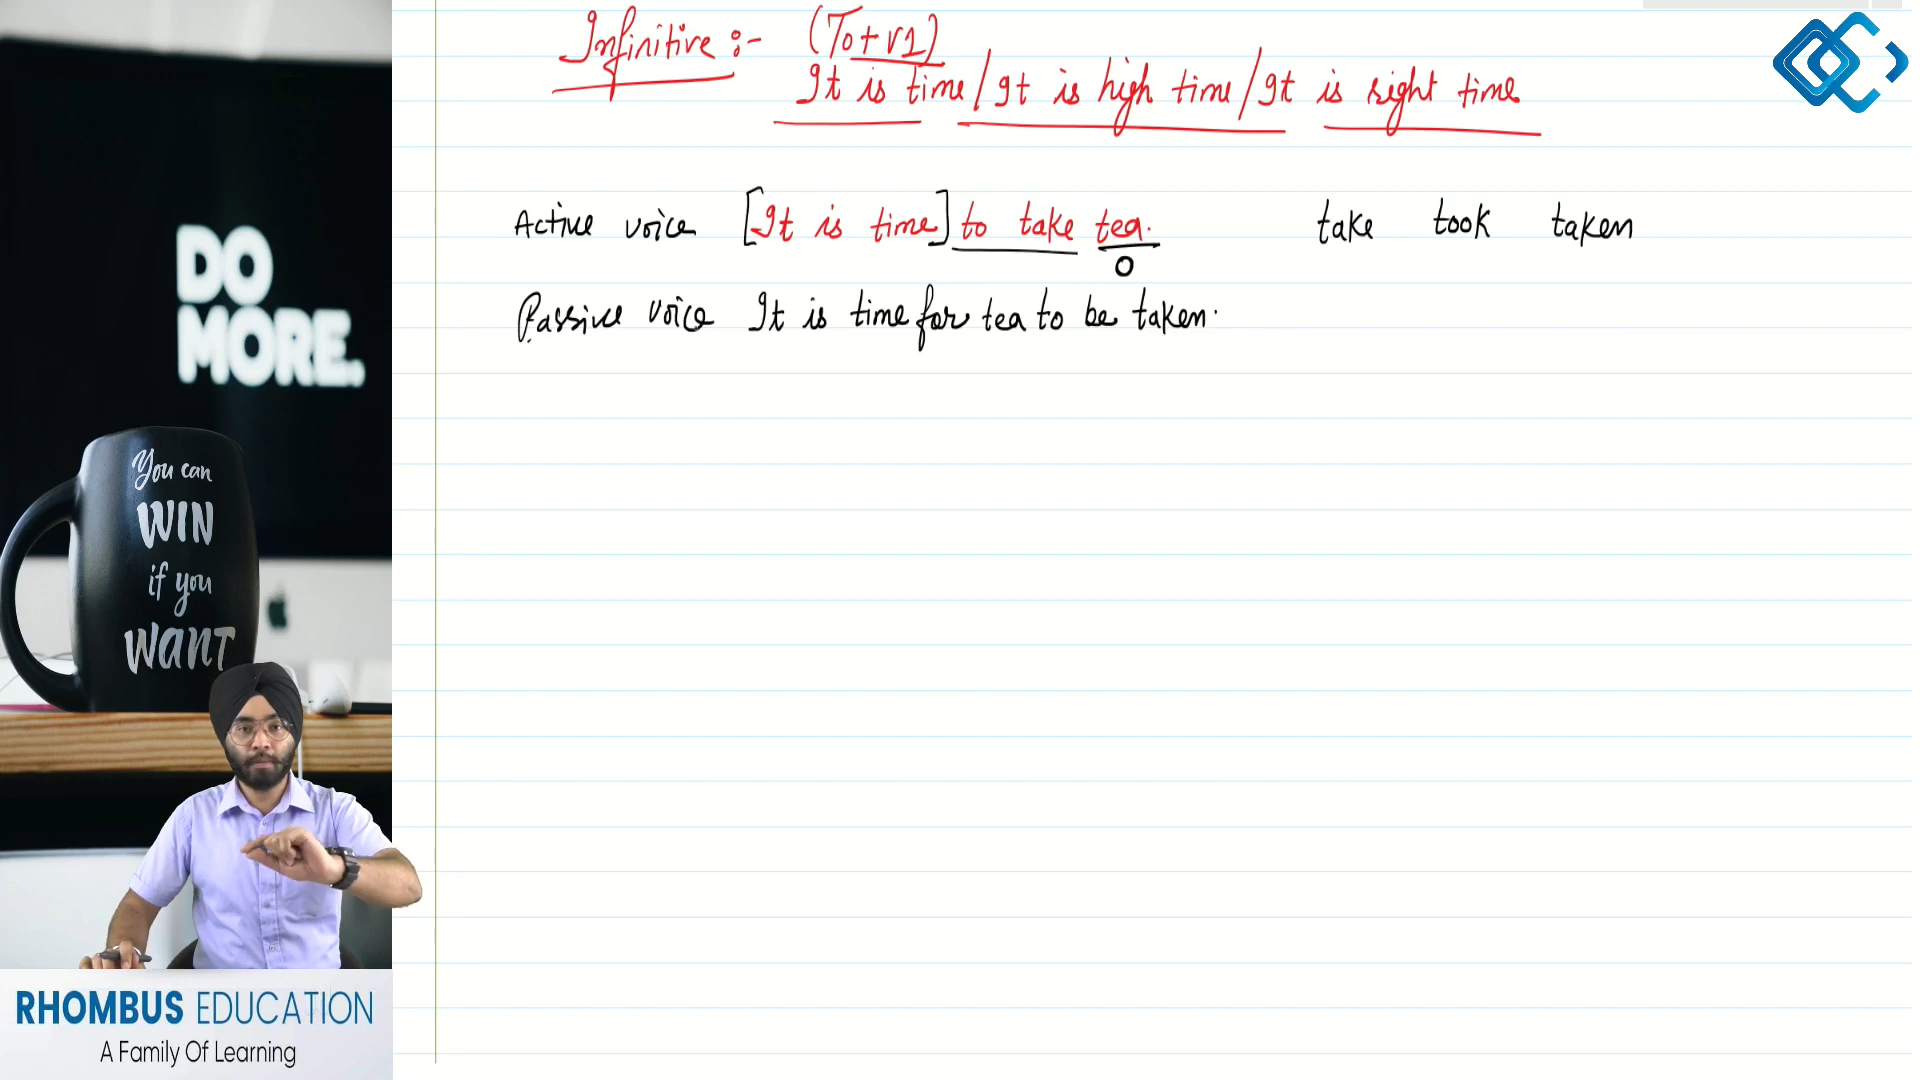 Infinitive :- (To+v1)
It is time/It is high time/It is right time
Active voice [It is time] to take tea. take took taken
O
Passive voice It is time for tea to be taken.
DO
MORE.
You can
WIN
if you
WANT
RHOMBUS EDUCATION
A Family Of Learning